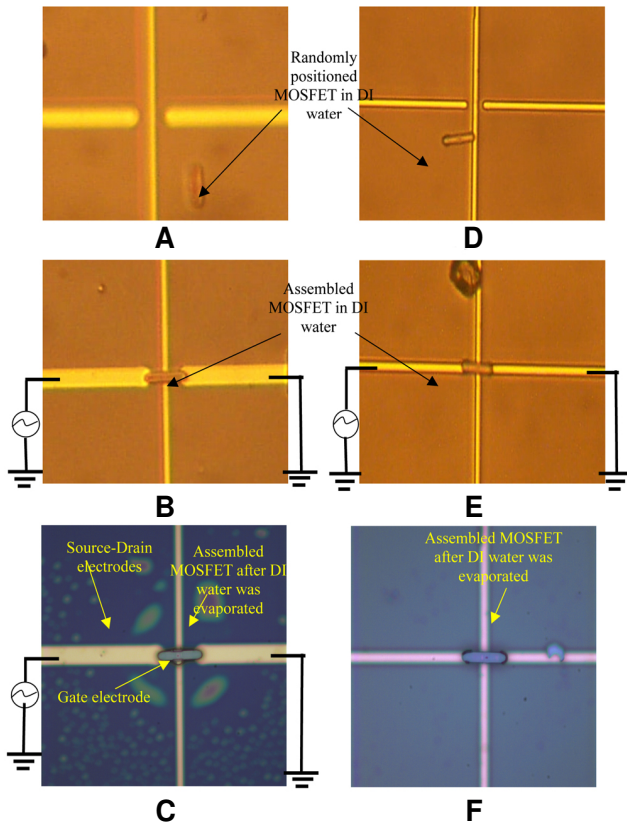 Randomly
positioned
MOSFET in DI
water
A
D
Assembled
MOSFET in DI
water
B
E
Source-Drain
electrodes
Assembled
MOSFET after DI
water was
evaporated
Gate electrode
Assembled MOSFET
after DI water was
evaporated
C
F